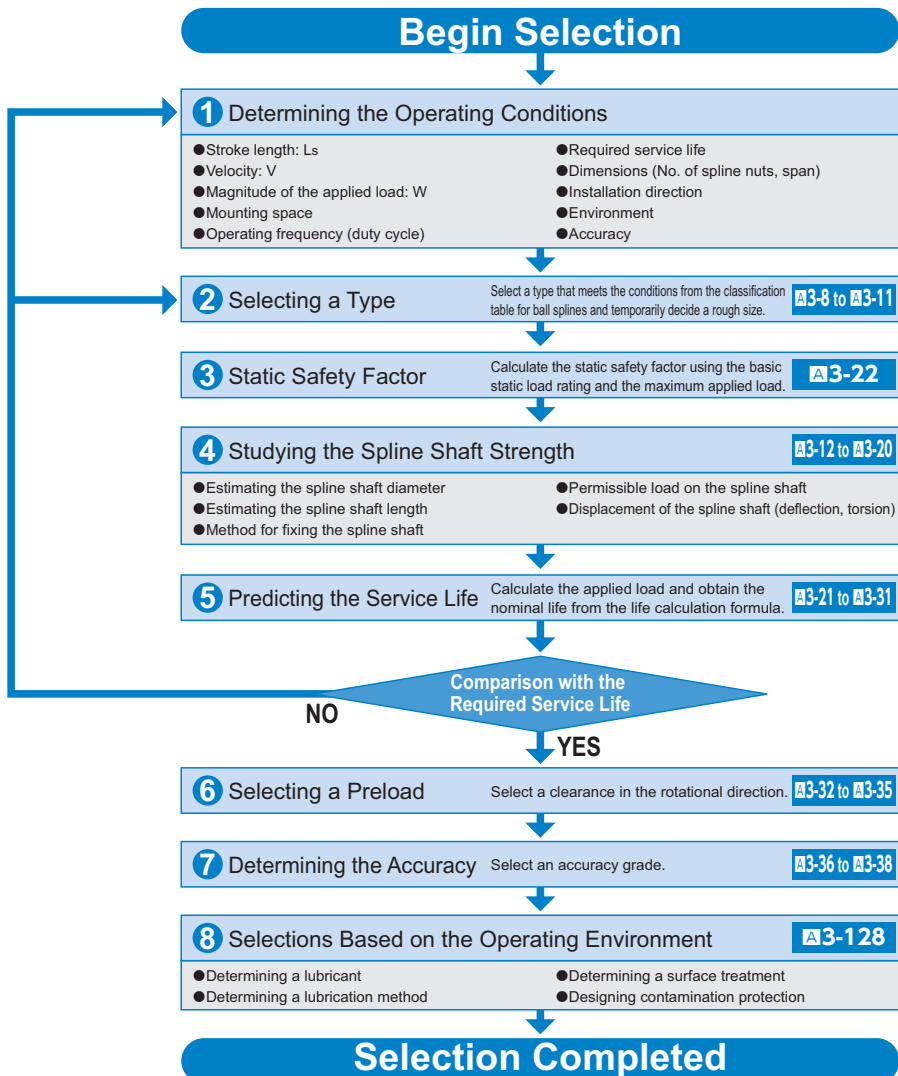 Begin Selection
1 Determining the Operating Conditions
●Stroke length: Ls
●Velocity: V
●Magnitude of the applied load: W
●Mounting space
●Operating frequency (duty cycle)
●Required service life
●Dimensions (No. of spline nuts, span)
●Installation direction
●Environment
●Accuracy
2 Selecting a Type
Select a type that meets the conditions from the classification
table for ball splines and temporarily decide a rough size.
A3-8 to A3-11
3 Static Safety Factor
Calculate the static safety factor using the basic
static load rating and the maximum applied load.
A3-22
4 Studying the Spline Shaft Strength
A3-12 to A3-20
●Estimating the spline shaft diameter
●Estimating the spline shaft length
●Method for fixing the spline shaft
●Permissible load on the spline shaft
●Displacement of the spline shaft (deflection, torsion)
5 Predicting the Service Life
Calculate the applied load and obtain the
nominal life from the life calculation formula.
A3-21 to A3-31
Comparison with the
Required Service Life
NO
YES
6 Selecting a Preload
Select a clearance in the rotational direction.
A3-32 to A3-35
7 Determining the Accuracy
Select an accuracy grade.
A3-36 to A3-38
8 Selections Based on the Operating Environment
A3-128
●Determining a lubricant
●Determining a lubrication method
●Determining a surface treatment
●Designing contamination protection
Selection Completed